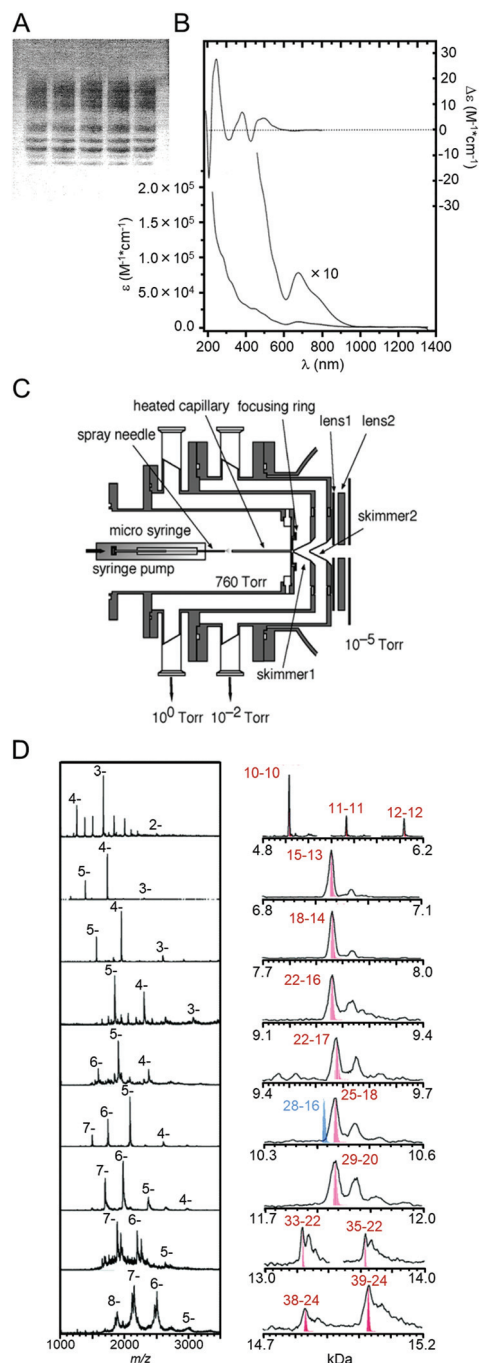 A
B
30
20
10
0
-10
-20
-30
Δε (M⁻¹*cm⁻¹)
2.0 × 10⁵
1.5 × 10⁵
1.0 × 10⁵
5.0 × 10⁴
0.0
ε (M⁻¹*cm⁻¹)
× 10
200 400 600 800 1000 1200 1400
λ (nm)
C
heated capillary focusing ring
lens1 lens2
spray needle
skimmer2
micro syringe
syringe pump
760 Torr
10⁻⁵ Torr
skimmer1
10⁰ Torr 10⁻² Torr
D
3-
4-
2-
4-
5-
3-
4-
5-
3-
5-
4-
3-
5-
6-
4-
5-
6-
7-
4-
6-
7-
5-
4-
7- 6-
5-
7-
8- 6-
5-
1000 2000 3000
m/z
10-10
11-11
12-12
4.8 6.2
15-13
6.8 7.1
18-14
7.7 8.0
22-16
9.1 9.4
22-17
9.4 9.7
28-16
25-18
10.3 10.6
29-20
11.7 12.0
33-22 35-22
13.0 14.0
38-24
39-24
14.7 15.2
kDa